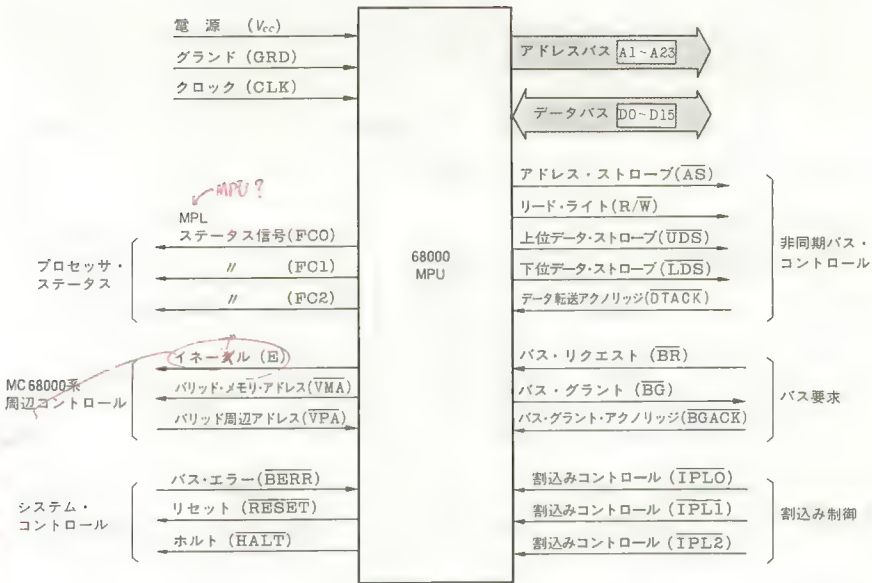 電 源 (Vcc)
グランド (GRD)
クロック (CLK)
MPU?
MPL
ステータス信号(FC0)
〃 (FC1)
〃 (FC2)
プロセッサ・
ステータス
イネーブル (E)
バリッド・メモリ・アドレス(VMA)
バリッド周辺アドレス(VPA)
MC68000系
周辺コントロール
バス・エラー(BERR)
リセット (RESET)
ホルト (HALT)
システム・
コントロール
68000
MPU
アドレスバス A1~A23
データバス D0~D15
アドレス・ストローブ(AS)
リード・ライト(R/W)
上位データ・ストローブ(UDS)
下位データ・ストローブ(LDS)
データ転送アクノリッジ(DTACK)
非同期バス・
コントロール
バス・リクエスト (BR)
バス・グラント (BG)
バス・グラント・アクノリッジ(BGACK)
バス要求
割込みコントロール (IPL0)
割込みコントロール (IPL1)
割込みコントロール (IPL2)
割込み制御